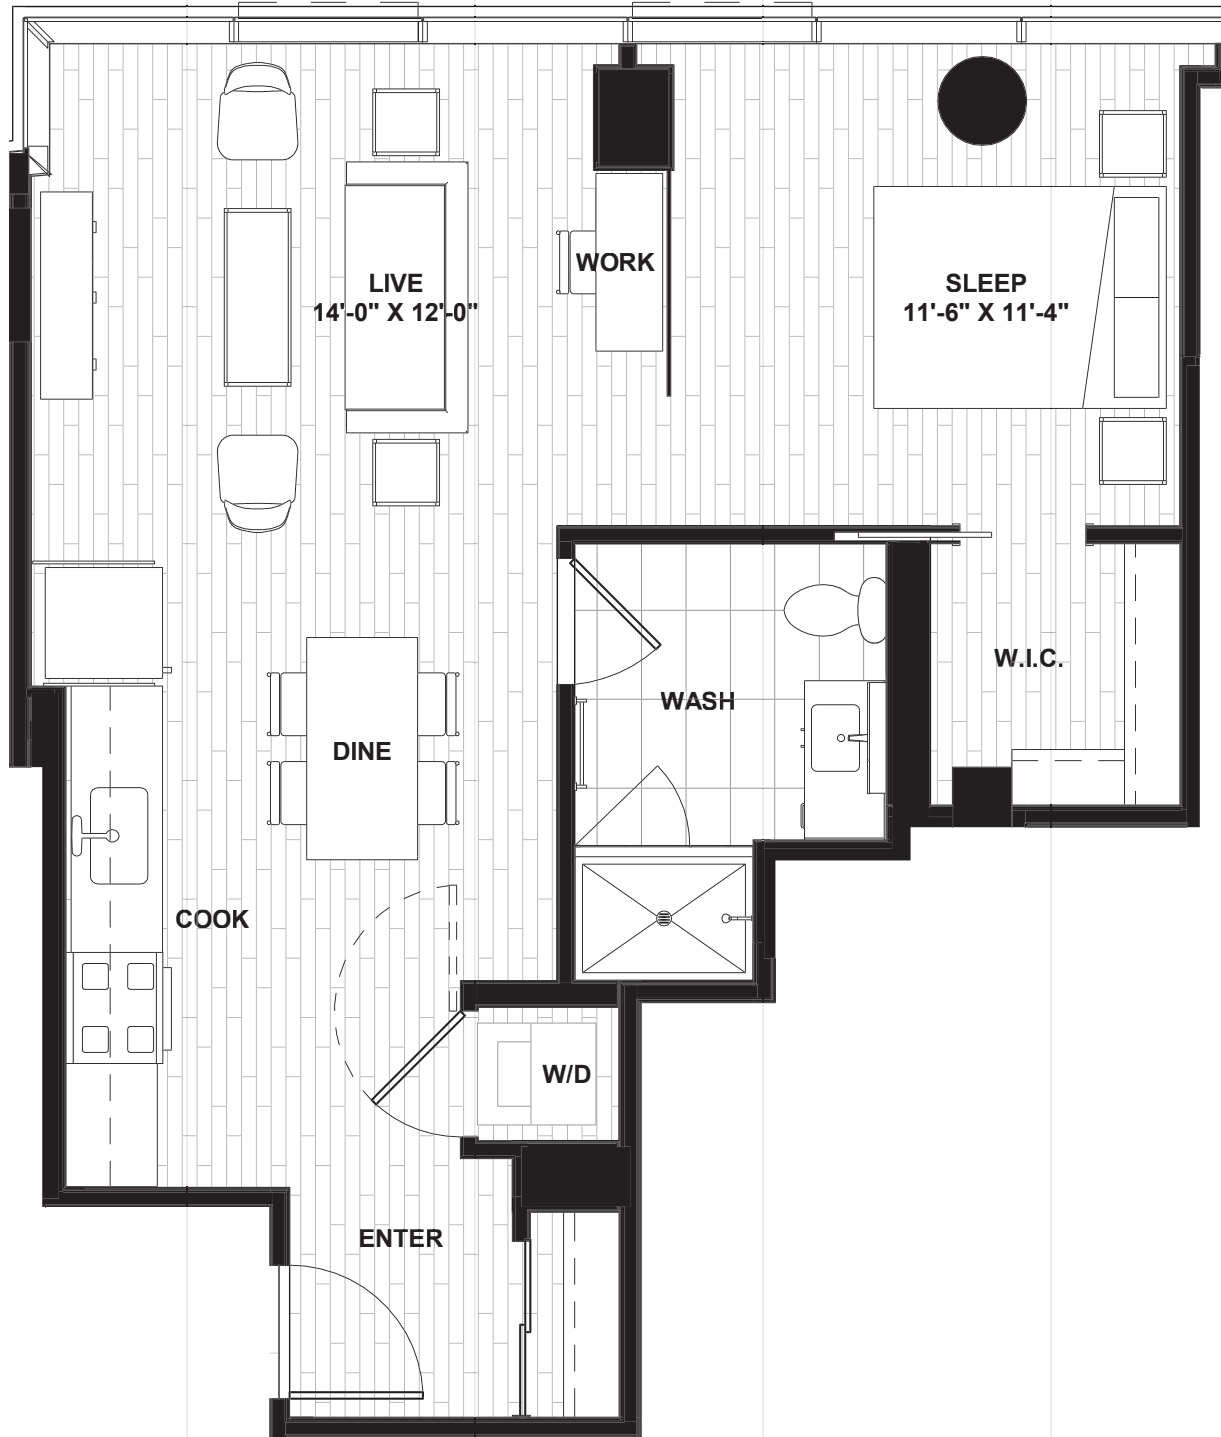 LIVE
14'-0" X 12'-0"
WORK
SLEEP
11'-6" X 11'-4"
W.I.C.
WASH
DINE
COOK
W/D
ENTER